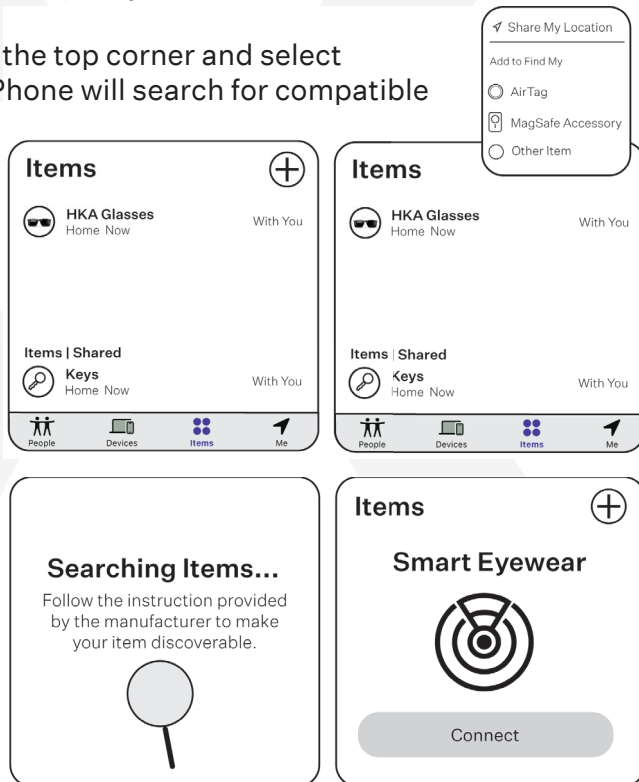 Share My Location
Add to Find My
AirTag
MagSafe Accessory
Other Item
the top corner and select
Phone will search for compatible
Items
HKA Glasses
Home Now
With You
Items | Shared
Keys
Home Now
With You
People
Devices
Items
Me
Items
HKA Glasses
Home Now
With You
Items | Shared
Keys
Home Now
With You
People
Devices
Items
Me
Searching Items...
Follow the instruction provided
by the manufacturer to make
your item discoverable.
Items
Smart Eyewear
Connect